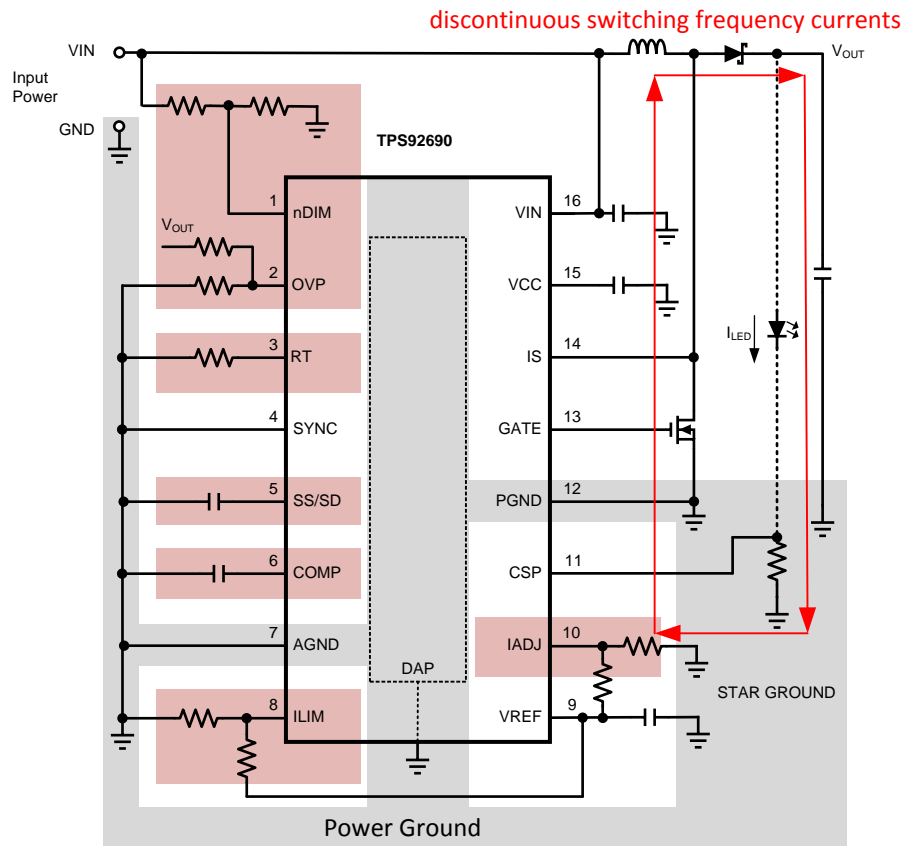 discontinuous switching frequency currents
VIN
Input
Power
GND
VOUT
TPS92690
1
nDIM
VIN
16
VOUT
2
OVP
VCC
15
3
RT
IS
14
ILED
4
SYNC
GATE
13
5
SS/SD
PGND
12
6
COMP
CSP
11
7
AGND
IADJ
10
DAP
STAR GROUND
8
ILIM
VREF
9
Power Ground